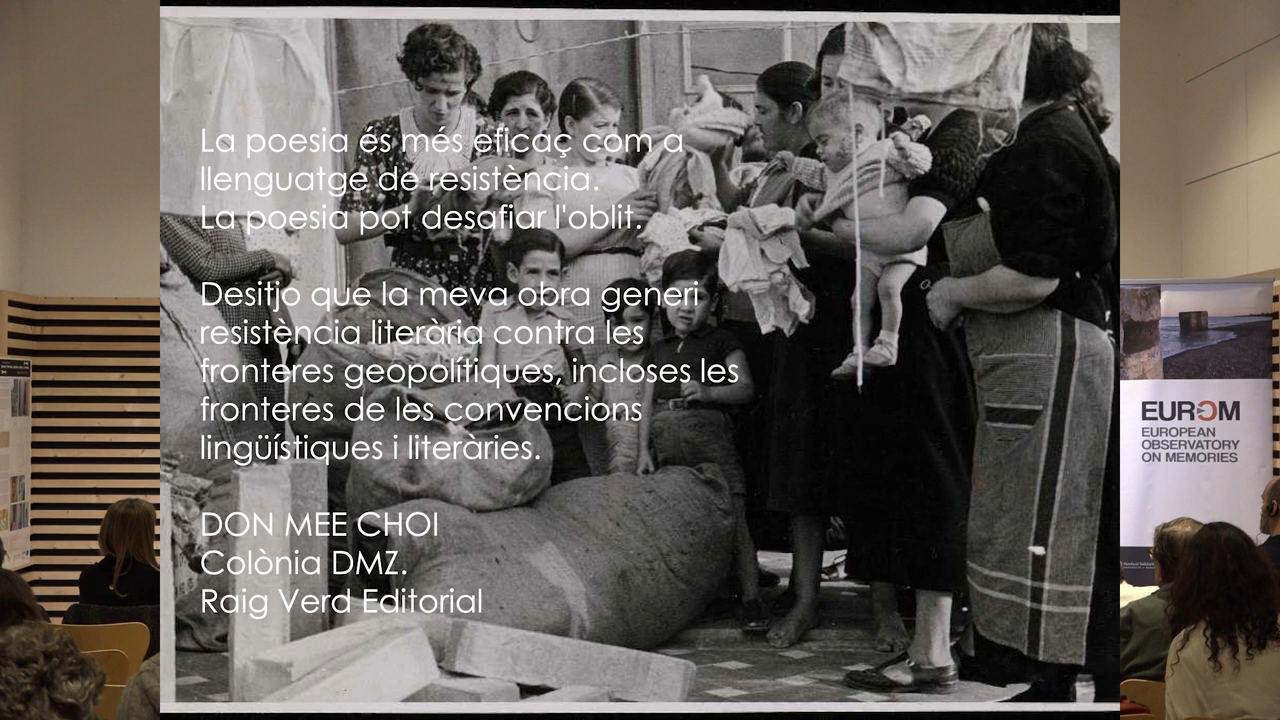 La poesia és més eficaç com a
llenguatge de resistència.
La poesia pot desafiar l'oblit.
Desitjo que la meva obra generi
resistència literària contra les
fronteres geopolítiques, incloses les
fronteres de les convencions
lingüístiques i literàries.
DON MEE CHOI
Colònia DMZ.
Raig Verd Editorial
EUROM
EUROPEAN
OBSERVATORY
ON MEMORIES